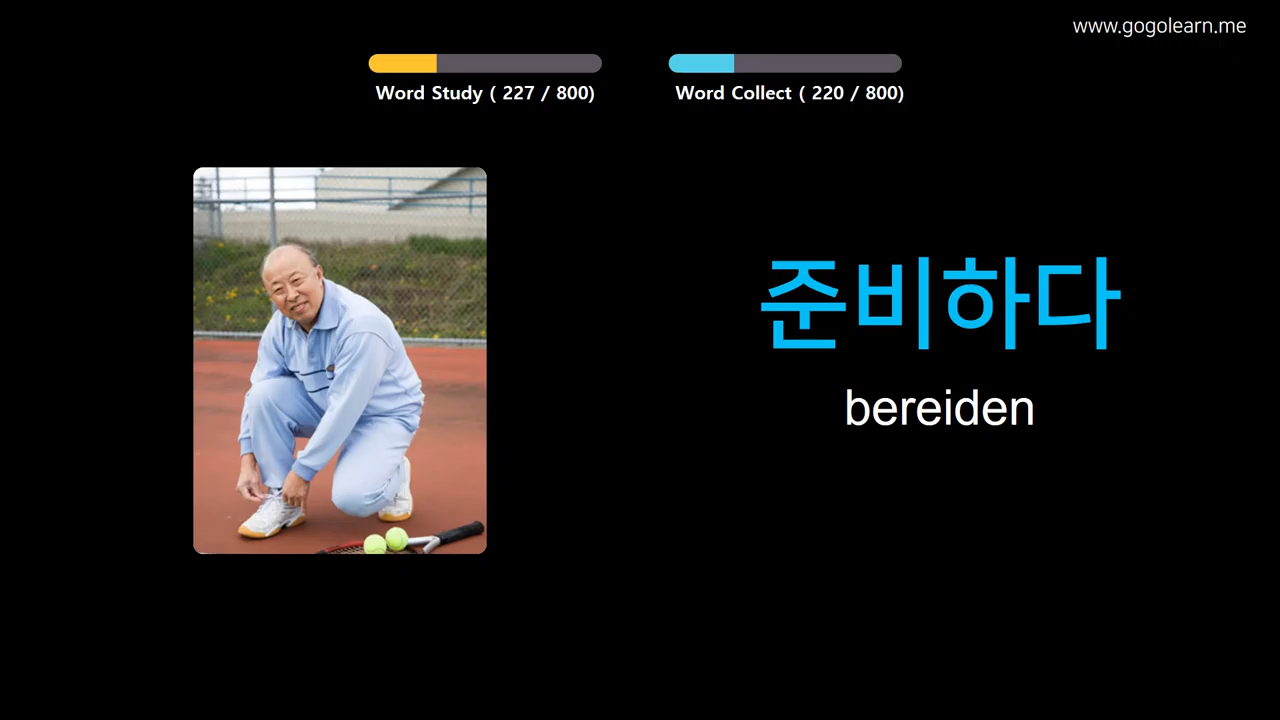 www.gogolearn.me
Word Study ( 227 / 800)
Word Collect ( 220 / 800)
준비하다
bereiden